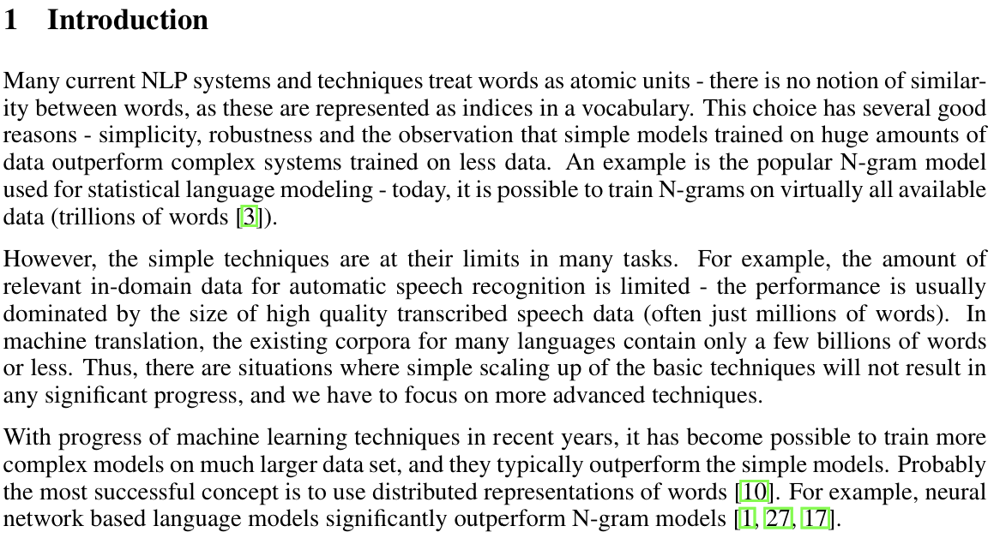 1 Introduction
Many current NLP systems and techniques treat words as atomic units - there is no notion of similar-
ity between words, as these are represented as indices in a vocabulary. This choice has several good
reasons - simplicity, robustness and the observation that simple models trained on huge amounts of
data outperform complex systems trained on less data. An example is the popular N-gram model
used for statistical language modeling - today, it is possible to train N-grams on virtually all available
data (trillions of words [3]).
However, the simple techniques are at their limits in many tasks. For example, the amount of
relevant in-domain data for automatic speech recognition is limited - the performance is usually
dominated by the size of high quality transcribed speech data (often just millions of words). In
machine translation, the existing corpora for many languages contain only a few billions of words
or less. Thus, there are situations where simple scaling up of the basic techniques will not result in
any significant progress, and we have to focus on more advanced techniques.
With progress of machine learning techniques in recent years, it has become possible to train more
complex models on much larger data set, and they typically outperform the simple models. Probably
the most successful concept is to use distributed representations of words [10]. For example, neural
network based language models significantly outperform N-gram models [1, 27, 17].